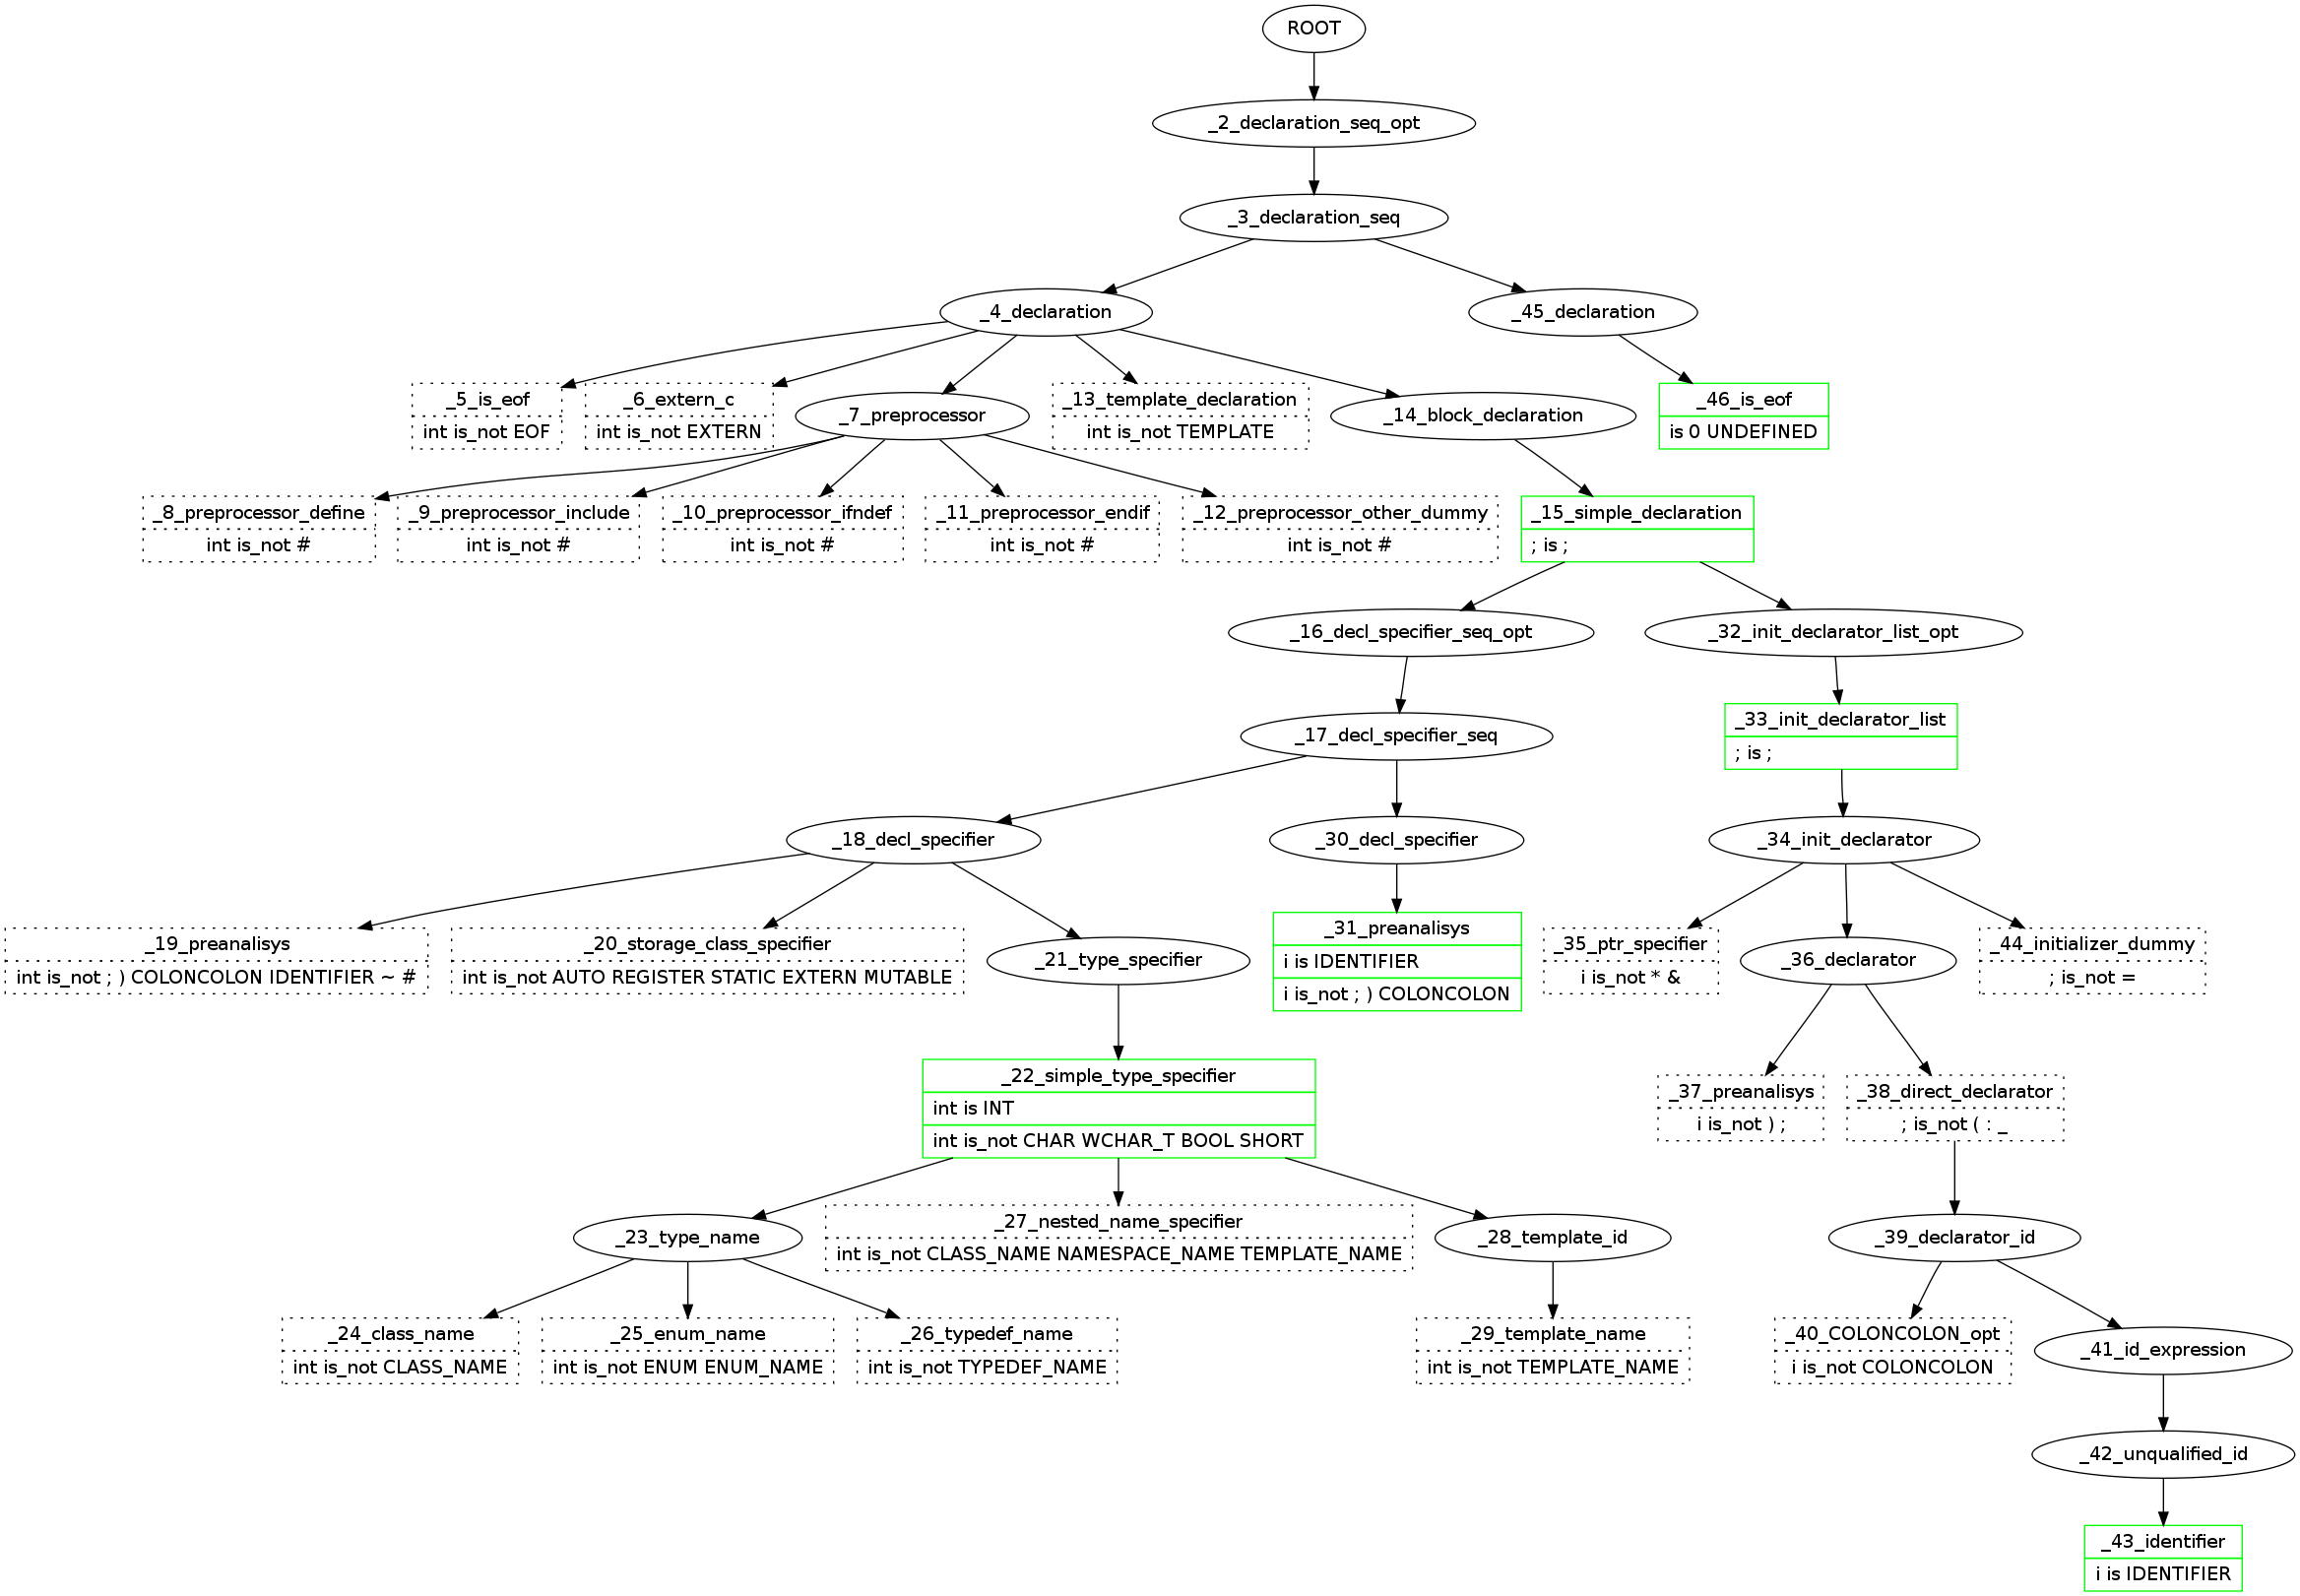 ROOT
_2_declaration_seq_opt
_3_declaration_seq
_4_declaration
_45_declaration
_5_is_eof
int is_not EOF
_6_extern_c
int is_not EXTERN
_7_preprocessor
_13_template_declaration
int is_not TEMPLATE
_14_block_declaration
_46_is_eof
is 0 UNDEFINED
_8_preprocessor_define
int is_not #
_9_preprocessor_include
int is_not #
_10_preprocessor_ifndef
int is_not #
_11_preprocessor_endif
int is_not #
_12_preprocessor_other_dummy
int is_not #
_15_simple_declaration
; is ;
_16_decl_specifier_seq_opt
_32_init_declarator_list_opt
_17_decl_specifier_seq
_33_init_declarator_list
; is ;
_18_decl_specifier
_30_decl_specifier
_34_init_declarator
_19_preanalisys
int is_not ; ) COLONCOLON IDENTIFIER ~ #
_20_storage_class_specifier
int is_not AUTO REGISTER STATIC EXTERN MUTABLE
_21_type_specifier
_31_preanalisys
i is IDENTIFIER
i is_not ; ) COLONCOLON
_35_ptr_specifier
i is_not * &
_36_declarator
_44_initializer_dummy
; is_not =
_22_simple_type_specifier
int is INT
int is_not CHAR WCHAR_T BOOL SHORT
_37_preanalisys
i is_not ) ;
_38_direct_declarator
; is_not ( : _
_23_type_name
_27_nested_name_specifier
int is_not CLASS_NAME NAMESPACE_NAME TEMPLATE_NAME
_28_template_id
_39_declarator_id
_24_class_name
int is_not CLASS_NAME
_25_enum_name
int is_not ENUM ENUM_NAME
_26_typedef_name
int is_not TYPEDEF_NAME
_29_template_name
int is_not TEMPLATE_NAME
_40_COLONCOLON_opt
i is_not COLONCOLON
_41_id_expression
_42_unqualified_id
_43_identifier
i is IDENTIFIER